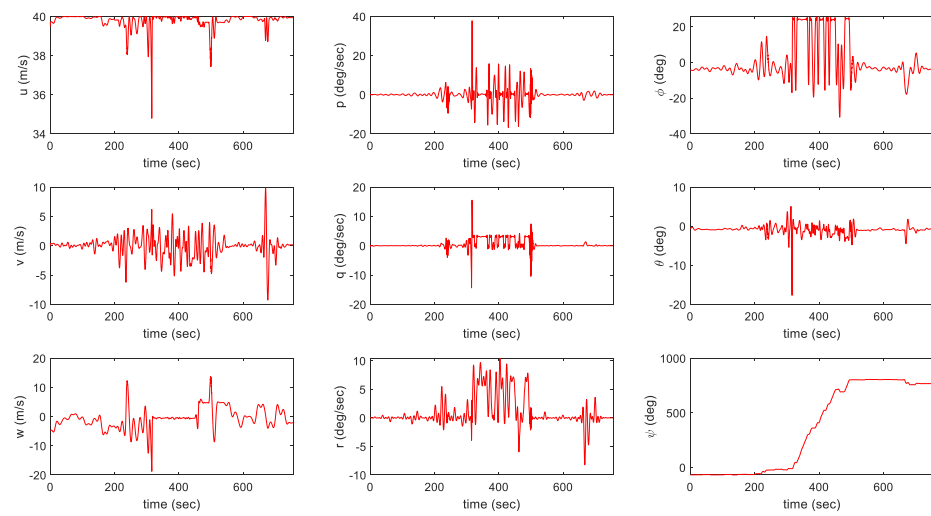 40
38
36
34
u (m/s)
0 200 400 600
time (sec)
40
20
0
-20
p (deg/sec)
0 200 400 600
time (sec)
20
0
-20
-40
ϕ (deg)
0 200 400 600
time (sec)
10
5
0
-5
-10
v (m/s)
0 200 400 600
time (sec)
20
10
0
-10
-20
q (deg/sec)
0 200 400 600
time (sec)
10
0
-10
-20
θ (deg)
0 200 400 600
time (sec)
20
10
0
-10
-20
w (m/s)
0 200 400 600
time (sec)
10
5
0
-5
-10
r (deg/sec)
0 200 400 600
time (sec)
1000
500
0
ψ (deg)
0 200 400 600
time (sec)